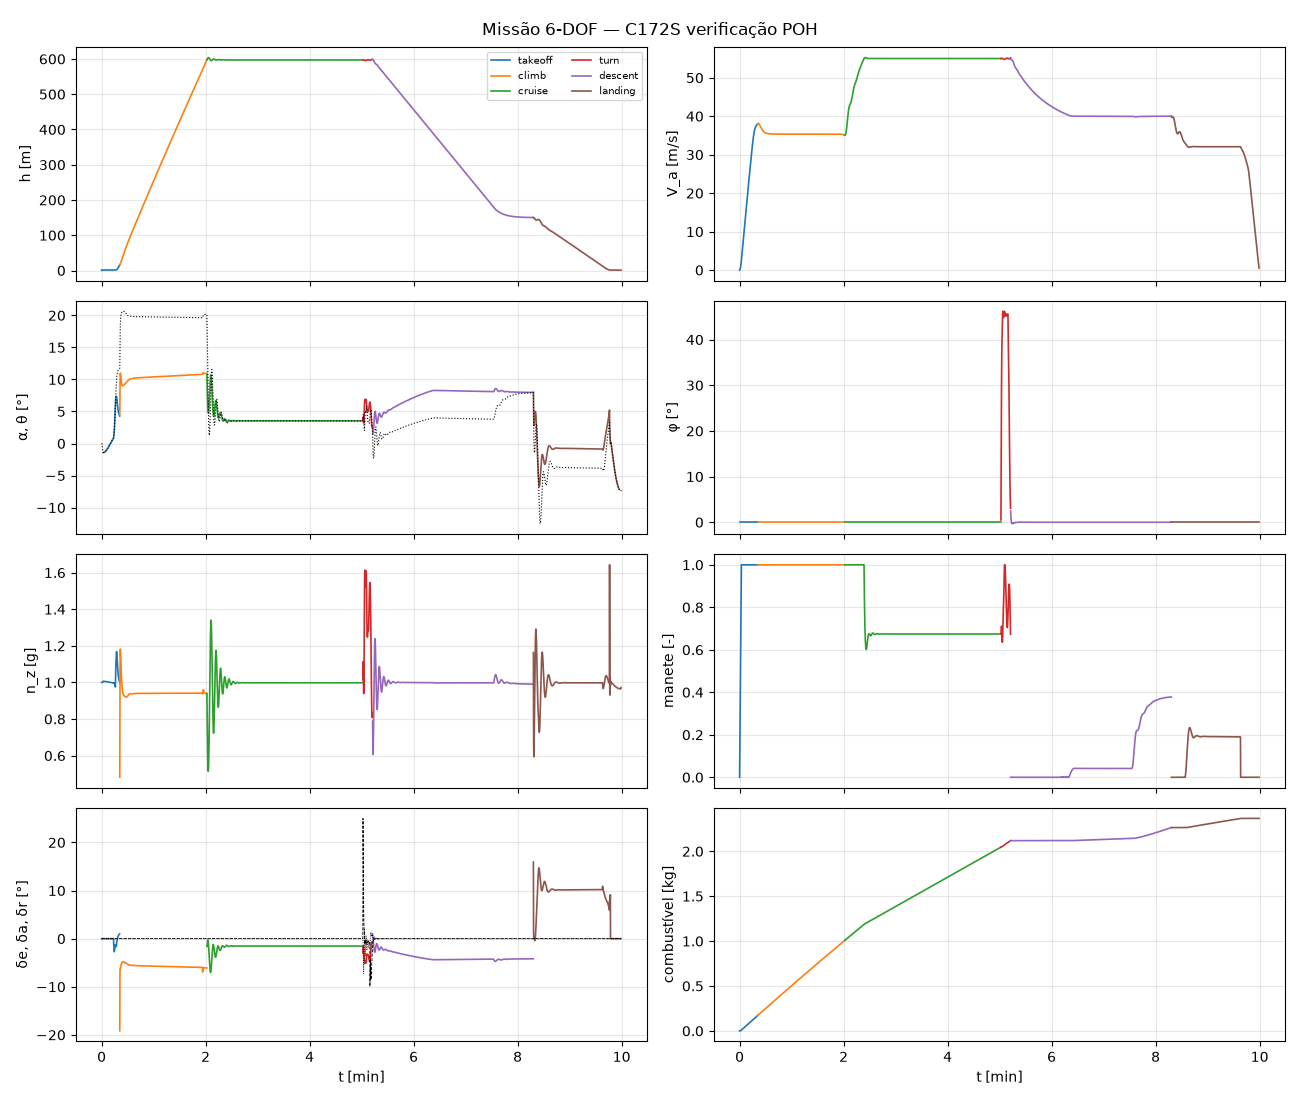 Missão 6-DOF — C172S verificação POH
h [m]
600
500
400
300
200
100
0
takeoff
climb
cruise
turn
descent
landing
V_a [m/s]
50
40
30
20
10
0
α, θ [°]
20
15
10
5
0
−5
−10
φ [°]
40
30
20
10
0
n_z [g]
1.6
1.4
1.2
1.0
0.8
0.6
manete [-]
1.0
0.8
0.6
0.4
0.2
0.0
δe, δa, δr [°]
20
10
0
−10
−20
0 2 4 6 8 10
t [min]
combustível [kg]
2.0
1.5
1.0
0.5
0.0
0 2 4 6 8 10
t [min]